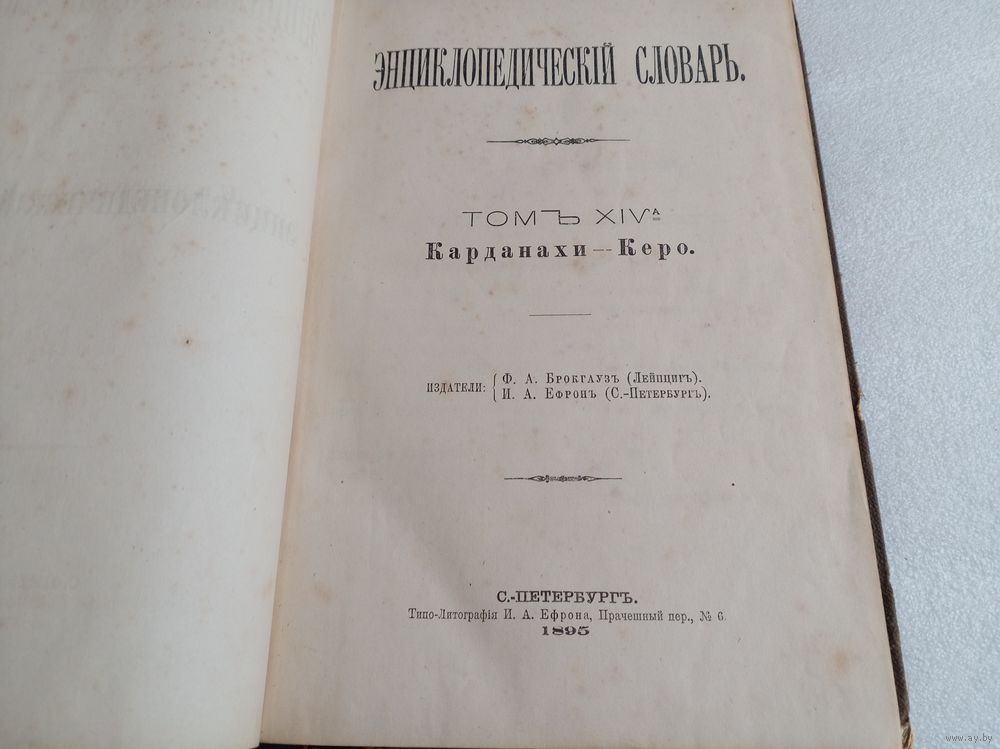 ЭНЦИКЛОПЕДИЧЕСКІЙ СЛОВАРЬ.
ТОМЪ XIVА
Карданахи—Керо.
ИЗДАТЕЛИ:
Ф. А. БРОКГАУЗЪ (ЛЕЙПЦИГЪ).
И. А. ЕФРОНЪ (С.-ПЕТЕРБУРГЪ).
С.-ПЕТЕРБУРГЪ.
Типо-Литографія И. А. Ефрона, Прачешный пер., № 6.
1895
www.ay.by